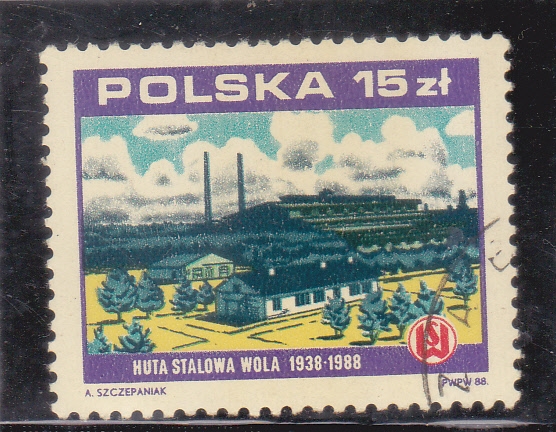 POLSKA 15 zł
HUTA STALOWA WOLA 1938-1988
A. SZCZEPANIAK
PWPW 88.